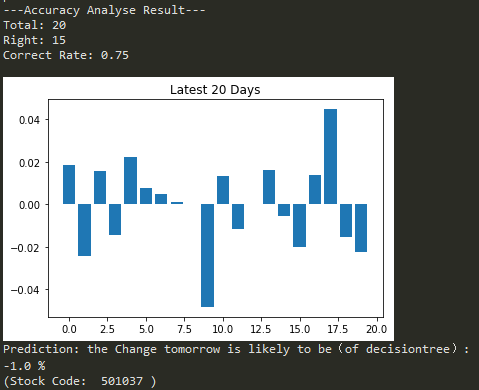 ---Accuracy Analyse Result---
Total: 20
Right: 15
Correct Rate: 0.75
Latest 20 Days
0.04
0.02
0.00
−0.02
−0.04
0.0 2.5 5.0 7.5 10.0 12.5 15.0 17.5 20.0
Prediction: the Change tomorrow is likely to be（of decisiontree）:
-1.0 %
(Stock Code:  501037 )